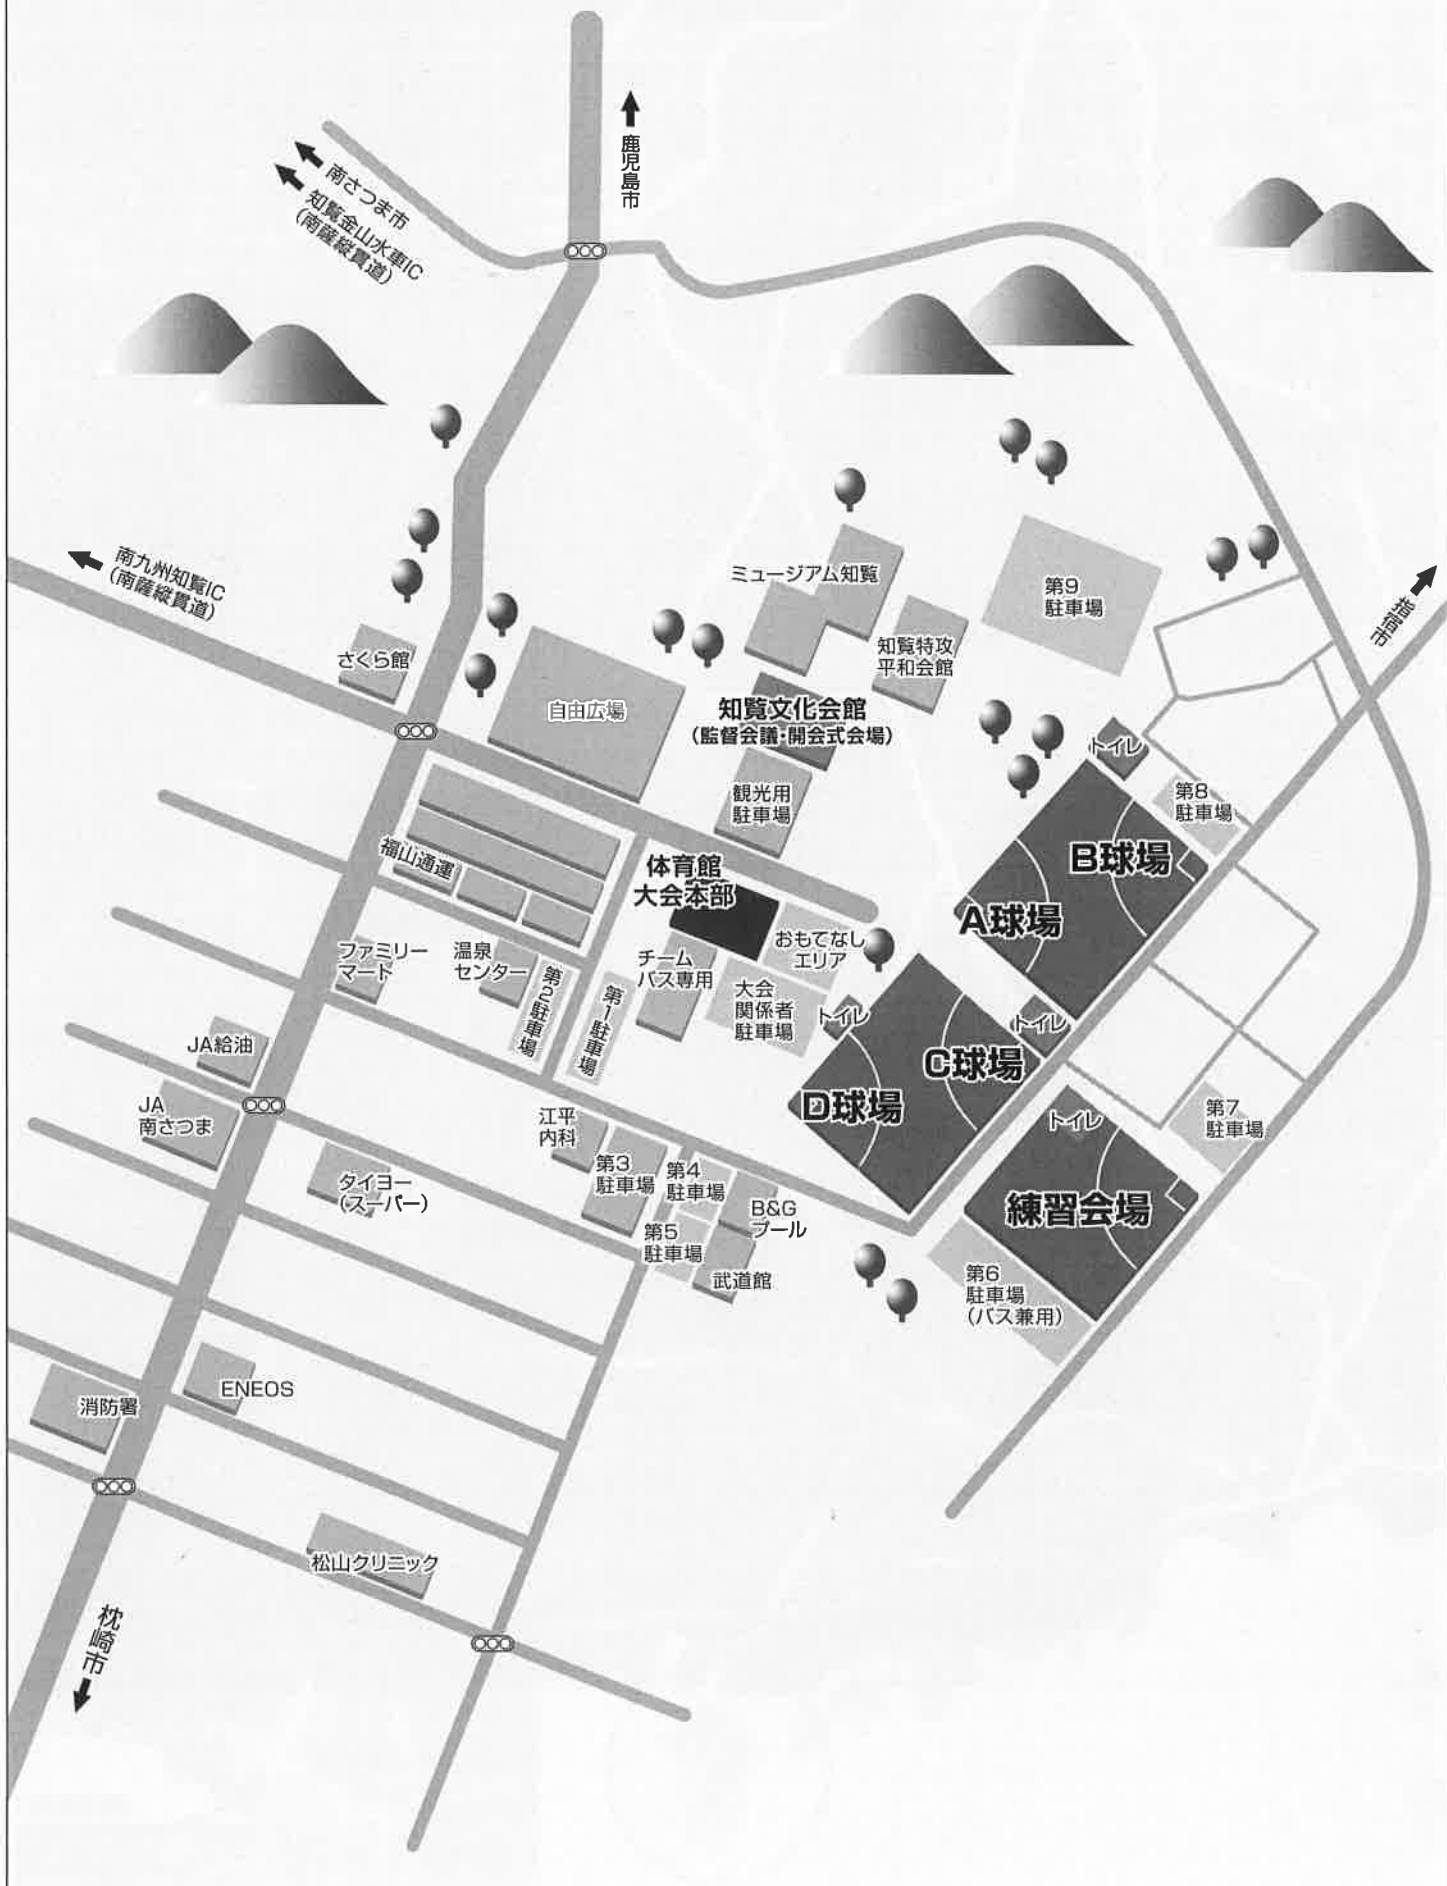 鹿児島市
南さつま市
知覧金山水車IC
(南薩縦貫道)
南九州知覧IC
(南薩縦貫道)
指宿市
ミュージアム知覧
第9
駐車場
さくら館
知覧特攻
平和会館
自由広場
知覧文化会館
(監督会議・開会式会場)
トイレ
観光用
駐車場
第8
駐車場
福山通運
体育館
大会本部
B球場
A球場
ファミリー
マート
温泉
センター
第2駐車場
第1駐車場
チーム
バス専用
おもてなし
エリア
大会
関係者
駐車場
トイレ
トイレ
JA給油
C球場
D球場
JA
南さつま
江平
内科
第3
駐車場
第4
駐車場
トイレ
第7
駐車場
タイヨー
(スーパー)
B&G
プール
練習会場
第5
駐車場
武道館
第6
駐車場
(バス兼用)
消防署
ENEOS
松山クリニック
枕崎市